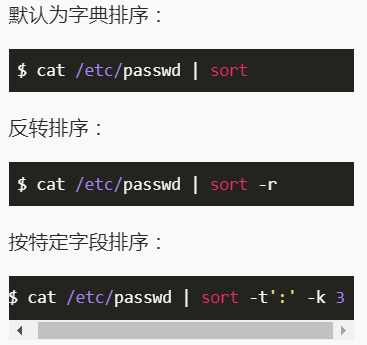 默认为字典排序：
$ cat /etc/passwd | sort
反转排序：
$ cat /etc/passwd | sort -r
按特定字段排序：
$ cat /etc/passwd | sort -t':' -k 3